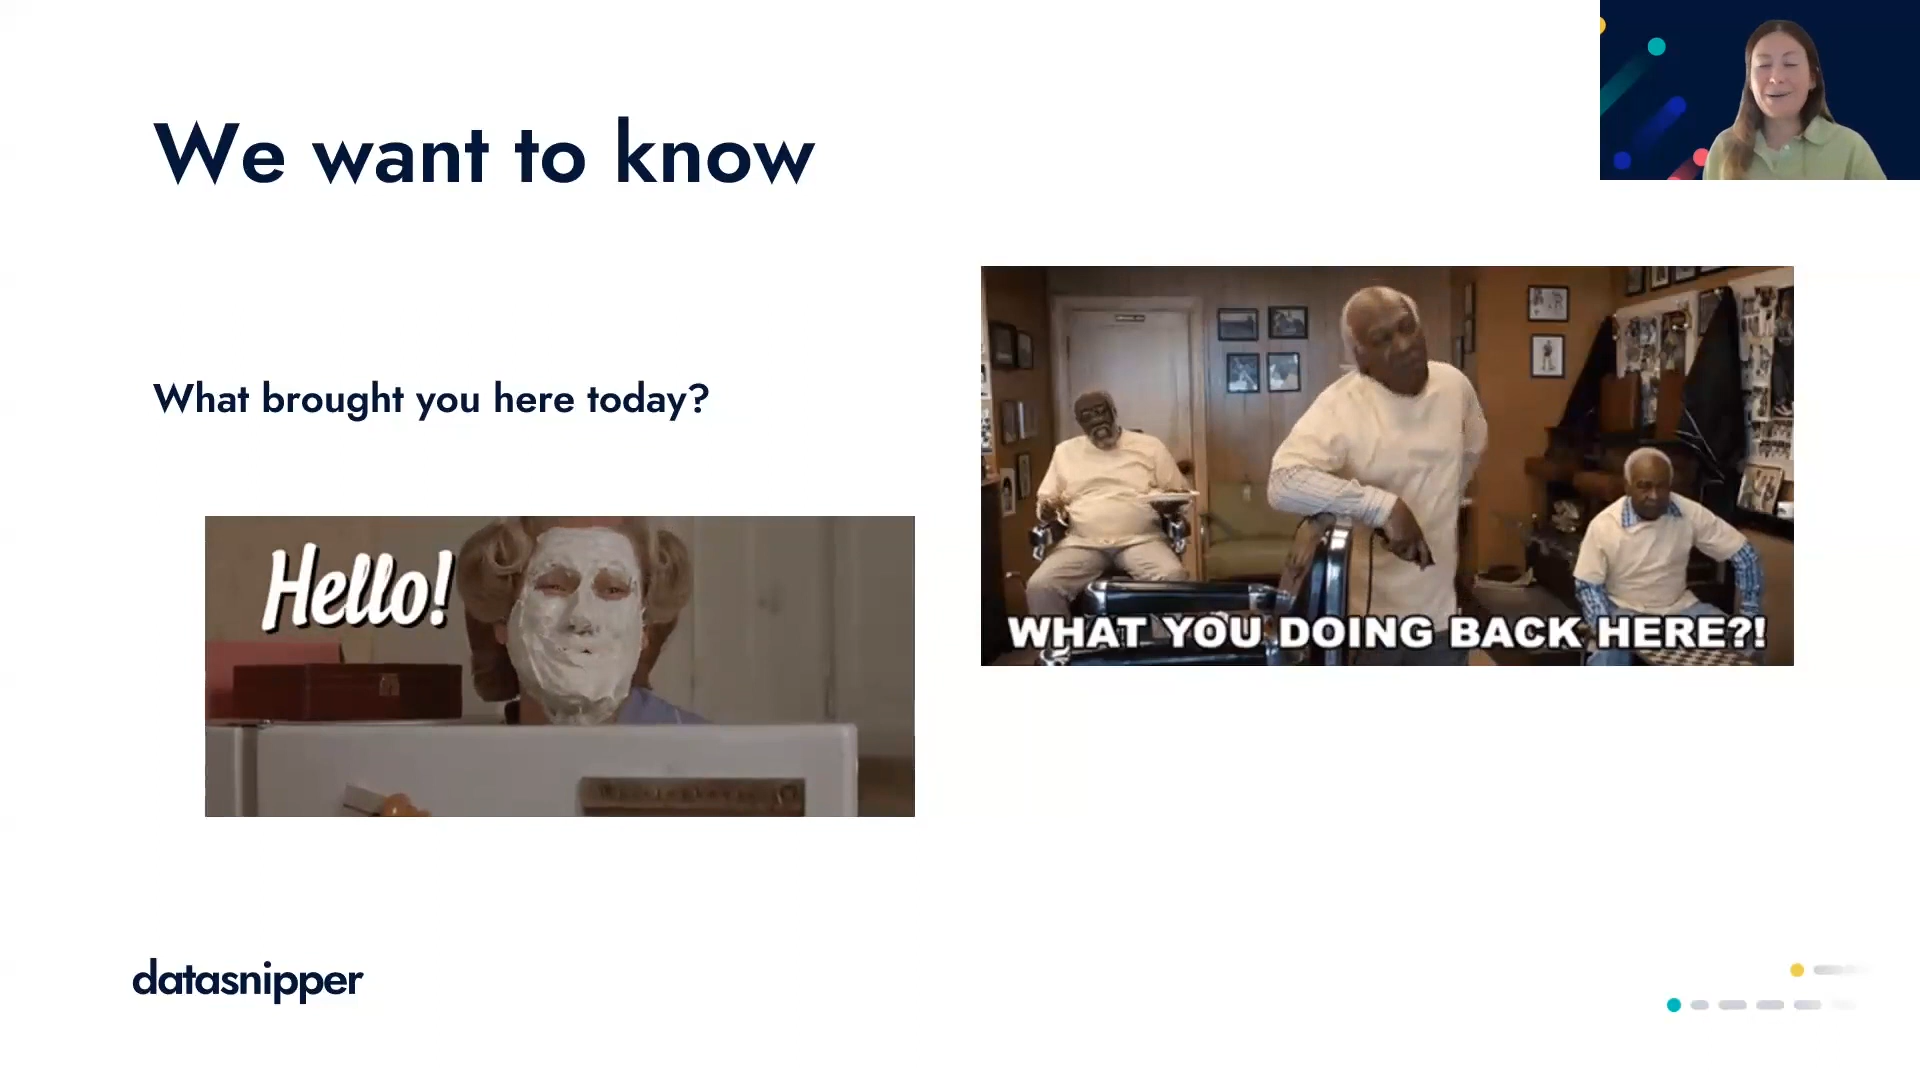 We want to know
What brought you here today?
Hello!
WHAT YOU DOING BACK HERE?!
datasnipper